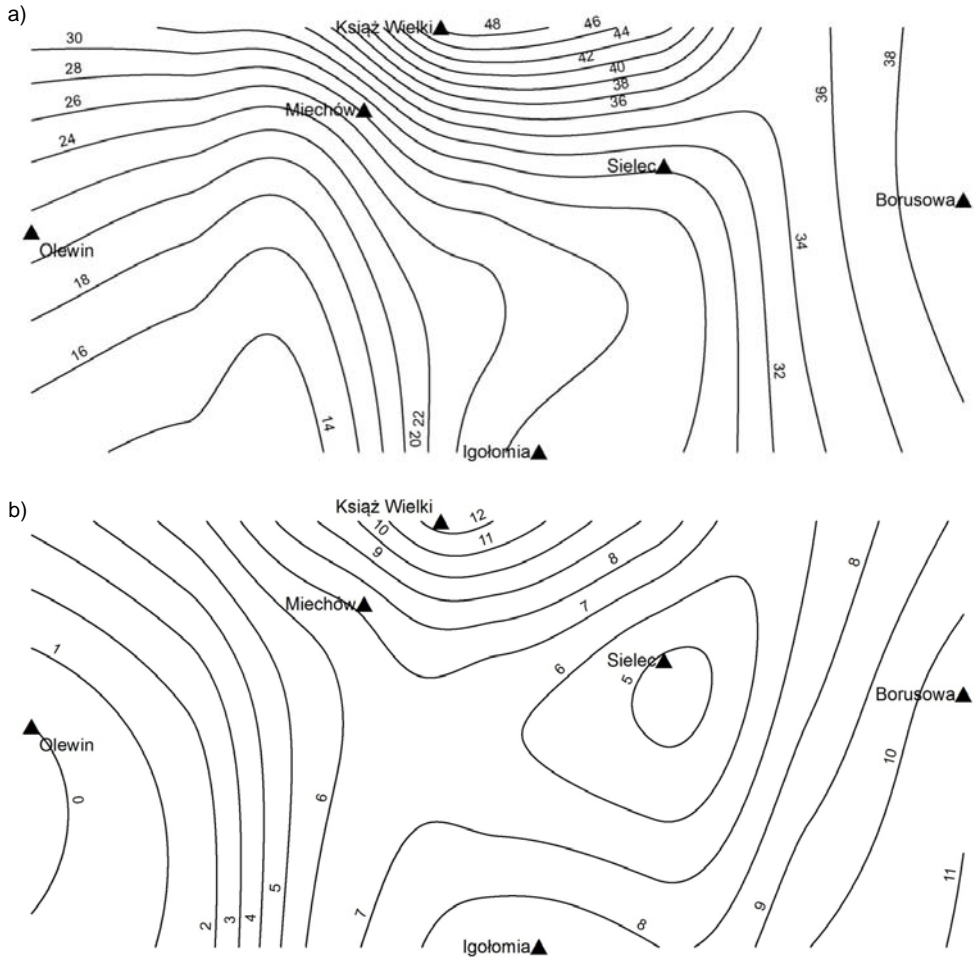 a)
Książ Wielki
48
46
44
42
40
38
36
30
28
26
24
Miechów
Sielec
36
38
Borusowa
Olewin
18
16
34
32
14
22
20
Igołomia
b)
Książ Wielki
12
11
10
9
8
7
Miechów
1
6
Sielec
5
8
Borusowa
Olewin
0
6
10
11
5
2
3
4
7
8
9
Igołomia